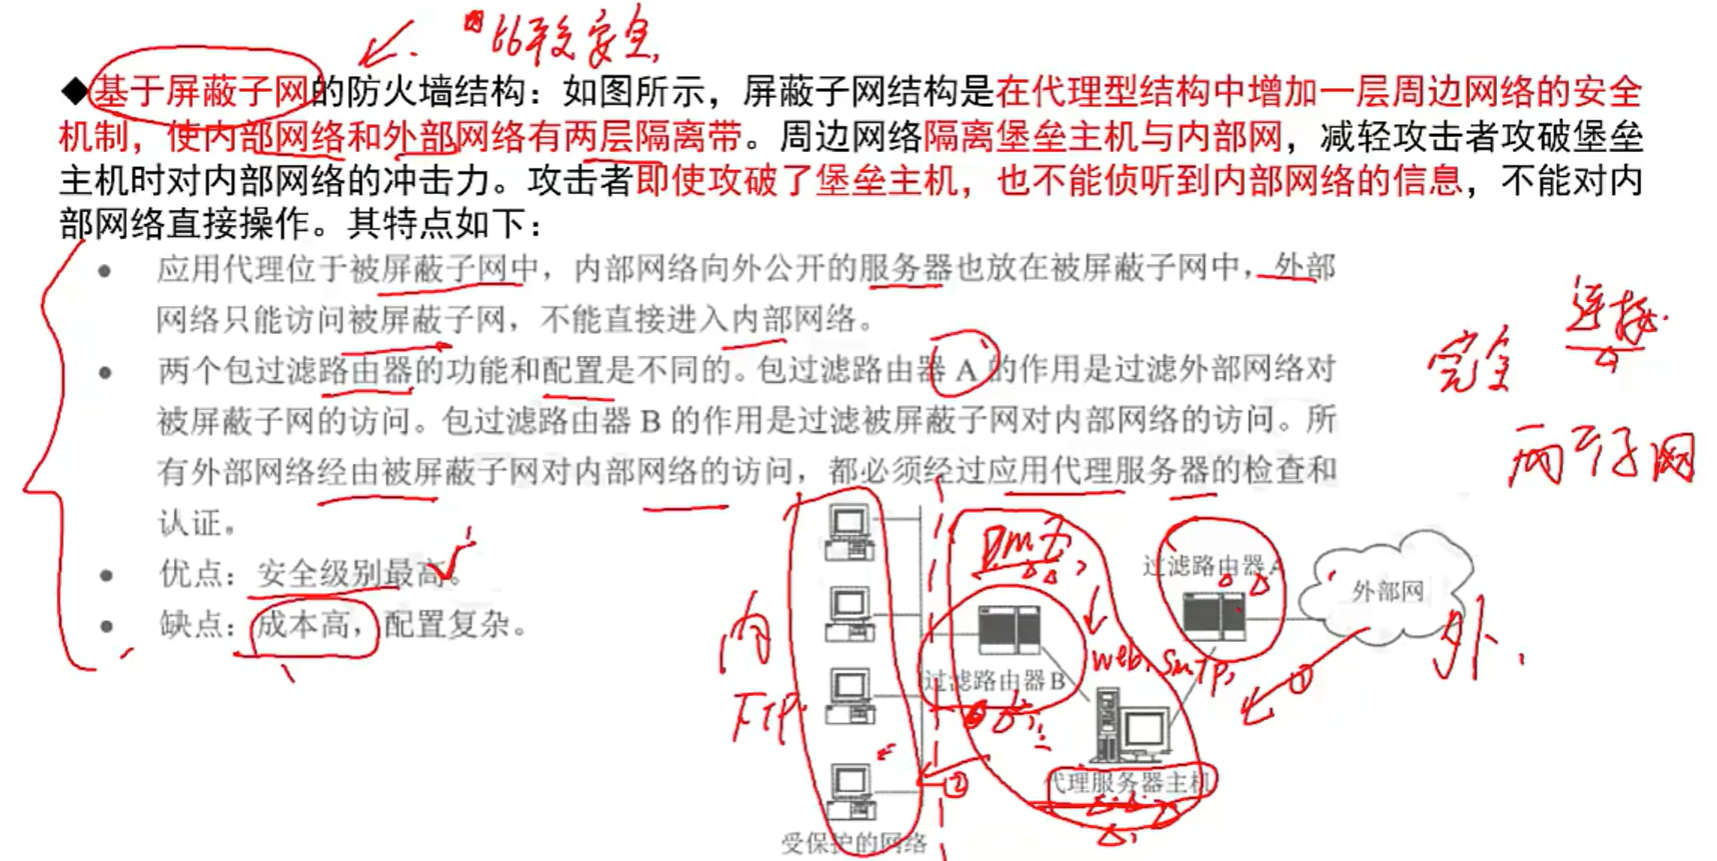 比较安全
◆基于屏蔽子网的防火墙结构：如图所示，屏蔽子网结构是在代理型结构中增加一层周边网络的安全
机制，使内部网络和外部网络有两层隔离带。周边网络隔离堡垒主机与内部网，减轻攻击者攻破堡垒
主机时对内部网络的冲击力。攻击者即使攻破了堡垒主机，也不能侦听到内部网络的信息，不能对内
部网络直接操作。其特点如下：
● 应用代理位于被屏蔽子网中，内部网络向外公开的服务器也放在被屏蔽子网中，外部
网络只能访问被屏蔽子网，不能直接进入内部网络。
连接
完全
● 两个包过滤路由器的功能和配置是不同的。包过滤路由器 A 的作用是过滤外部网络对
被屏蔽子网的访问。包过滤路由器 B 的作用是过滤被屏蔽子网对内部网络的访问。所
两个子网
有外部网络经由被屏蔽子网对内部网络的访问，都必须经过应用代理服务器的检查和
认证。
● 优点：安全级别最高。
● 缺点：成本高，配置复杂。
DMZ
过滤路由器A
外部网
内
外
web, SMTP,
①
过滤路由器B
FTP
②
代理服务器主机
受保护的网络